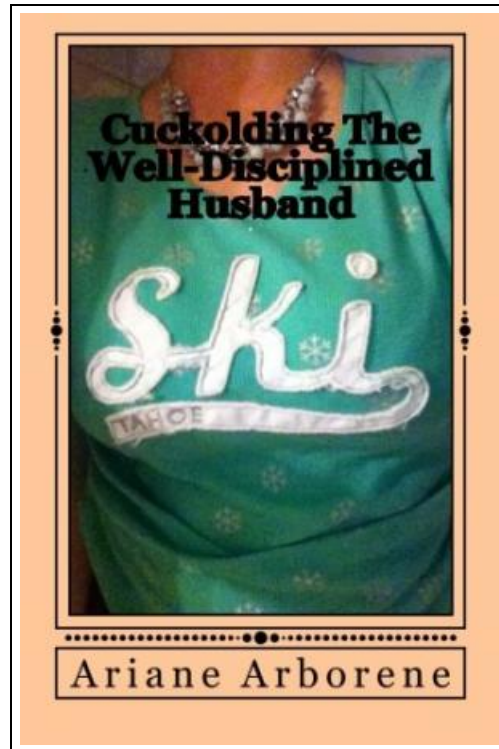 Cuckolding The
Well-Disciplined
Husband
Ski
TAHOE
Ariane Arborene